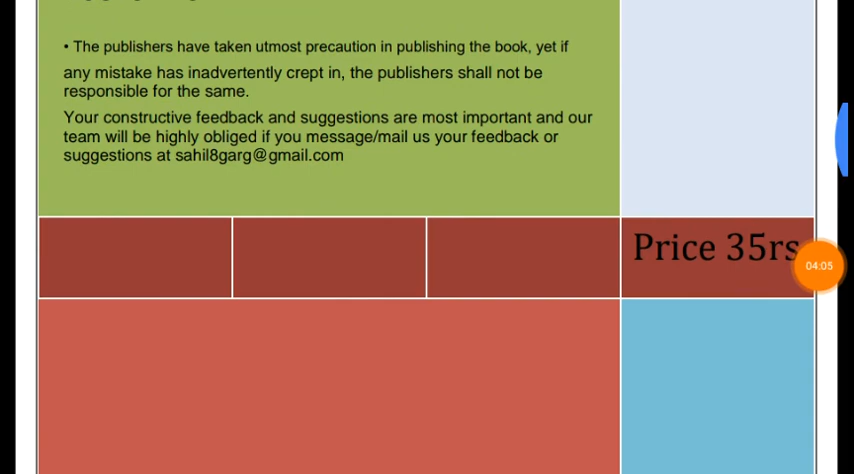 • The publishers have taken utmost precaution in publishing the book, yet if
any mistake has inadvertently crept in, the publishers shall not be
responsible for the same.
Your constructive feedback and suggestions are most important and our
team will be highly obliged if you message/mail us your feedback or
suggestions at sahil8garg@gmail.com
Price 35rs
04:05